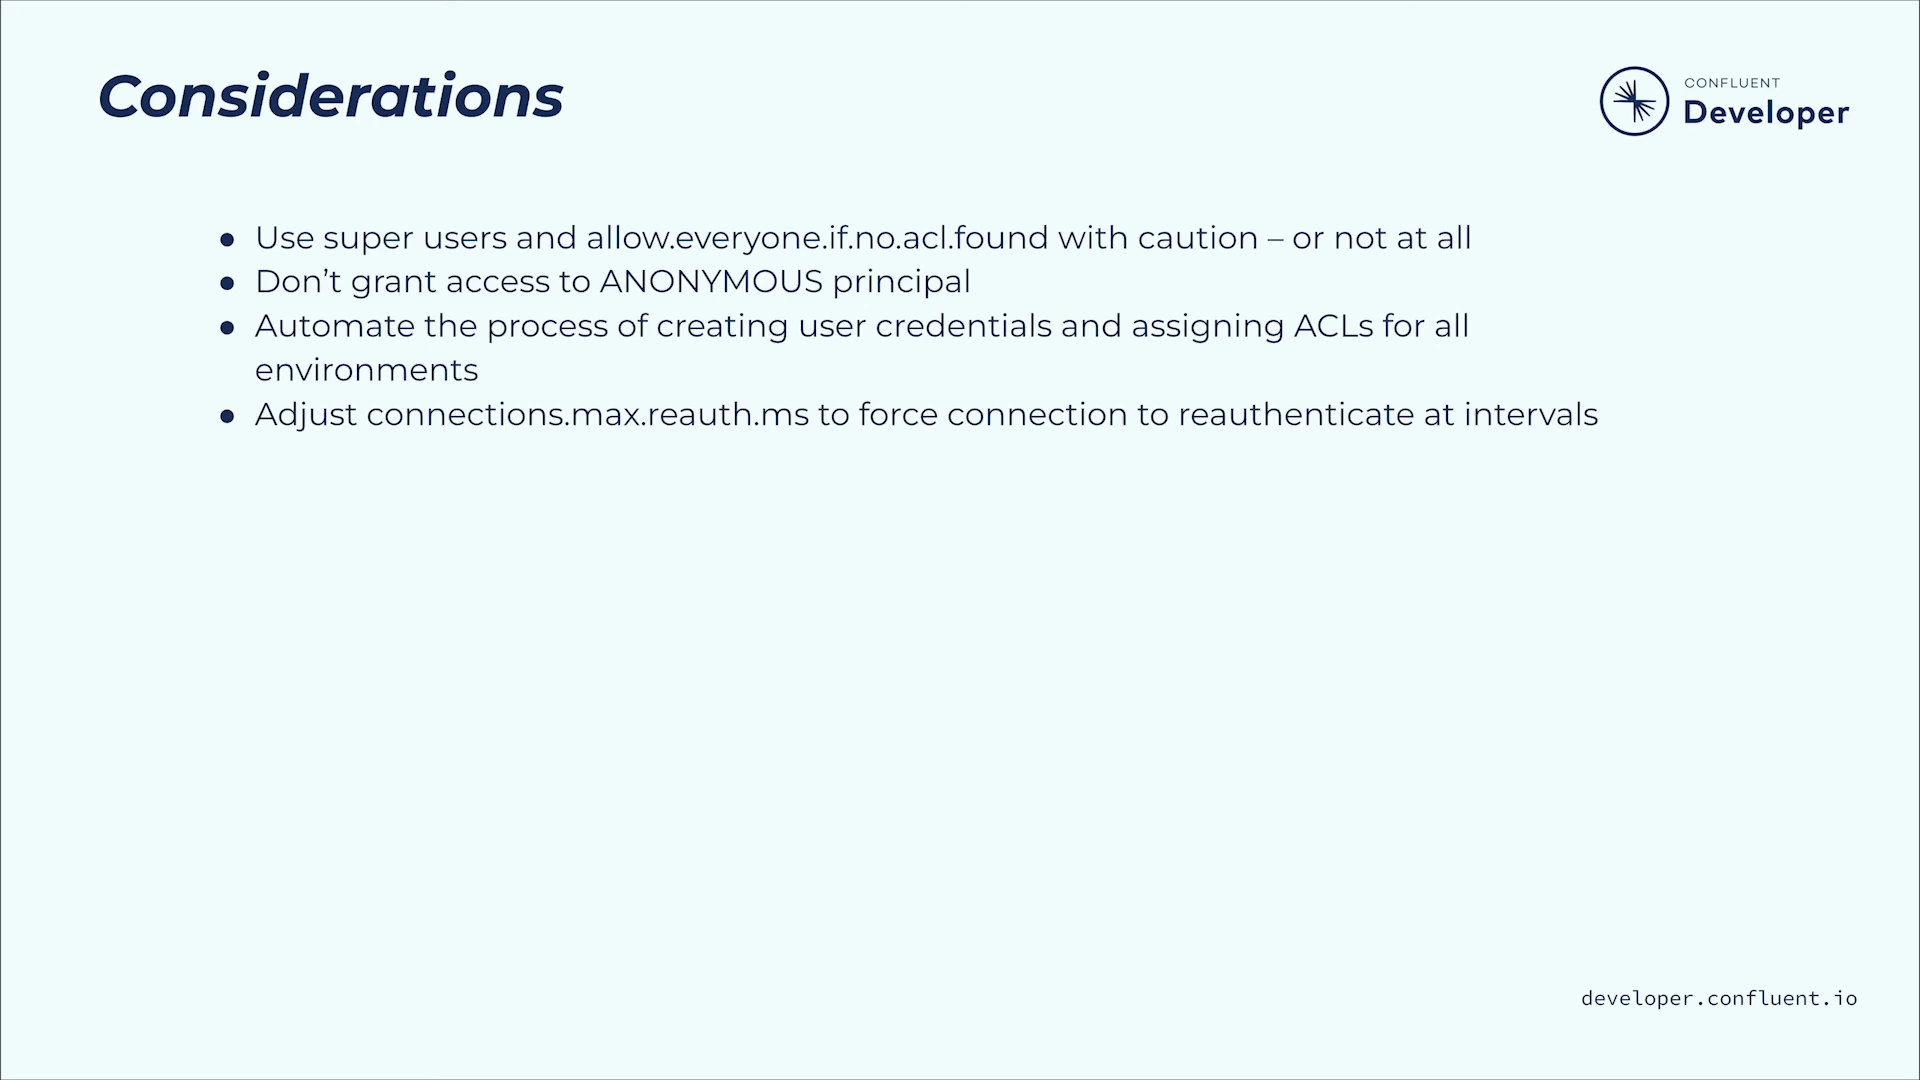 Considerations
CONFLUENT
Developer
● Use super users and allow.everyone.if.no.acl.found with caution – or not at all
● Don’t grant access to ANONYMOUS principal
● Automate the process of creating user credentials and assigning ACLs for all
environments
● Adjust connections.max.reauth.ms to force connection to reauthenticate at intervals
developer.confluent.io